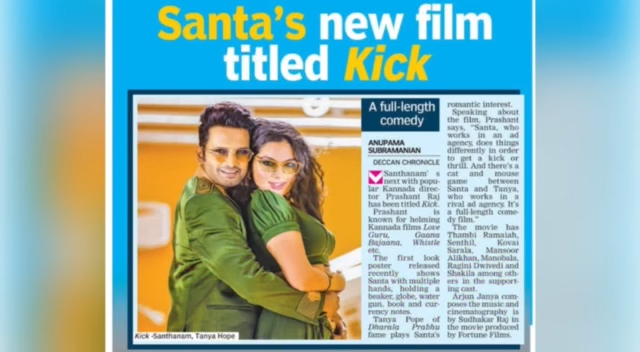 Santa's new film
titled Kick
A full-length
comedy
ANUPAMA
SUBRAMANIAN
DECCAN CHRONICLE
Santhanam' s
next with popu-
lar Kannada direc-
tor Prashant Raj
has been titled Kick.
Prashant is
known for helming
Kannada films Love
Guru, Gaana
Bajaana, Whistle
etc.
The first look
poster released
recently shows
Santa with multiple
hands, holding a
beaker, globe, water
gun, book and cur-
rency notes.
Tanya Pope of
Dharala Prabhu
fame plays Santa's
romantic interest.
Speaking about
the film, Prashant
says, "Santa, who
works in an ad
agency, does things
differently in order
to get a kick or
thrill. And there's a
cat and mouse
game between
Santa and Tanya,
who works in a
rival ad agency. It's
a full-length come-
dy film."
The movie has
Thambi Ramaiah,
Senthil, Kovai
Sarala, Mansoor
Alikhan, Manobala,
Ragini Dwivedi and
Shakila among oth-
ers in the support-
ing cast.
Arjun Janya com-
poses the music and
cinematography is
by Sudhakar Raj in
the movie produced
by Fortune Films.
Kick -Santhanam, Tanya Hope